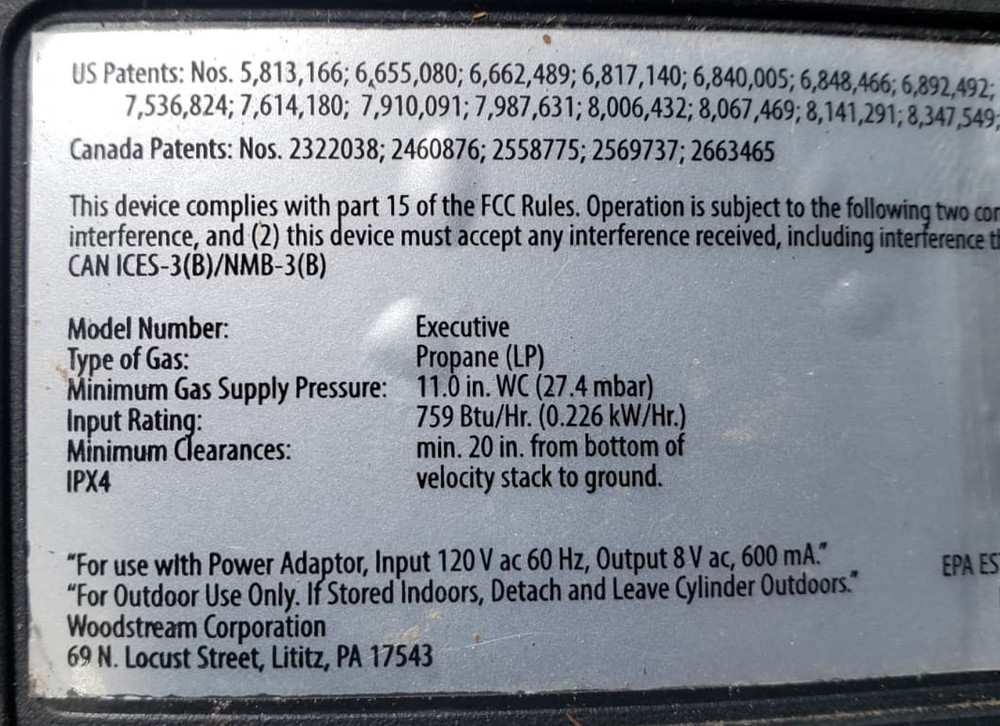 US Patents: Nos. 5,813,166; 6,655,080; 6,662,489; 6,817,140; 6,840,005; 6,848,466; 6,892,492;
7,536,824; 7,614,180; 7,910,091; 7,987,631; 8,006,432; 8,067,469; 8,141,291; 8,347,549;
Canada Patents: Nos. 2322038; 2460876; 2558775; 2569737; 2663465
This device complies with part 15 of the FCC Rules. Operation is subject to the following two
interference, and (2) this device must accept any interference received, including interference
CAN ICES-3(B)/NMB-3(B)
Model Number: Executive
Type of Gas: Propane (LP)
Minimum Gas Supply Pressure: 11.0 in. WC (27.4 mbar)
Input Rating: 759 Btu/Hr. (0.226 kW/Hr.)
Minimum Clearances: min. 20 in. from bottom of
IPX4 velocity stack to ground.
"For use with Power Adaptor, Input 120 V ac 60 Hz, Output 8 V ac, 600 mA."
EPA ES
"For Outdoor Use Only. If Stored Indoors, Detach and Leave Cylinder Outdoors."
Woodstream Corporation
69 N. Locust Street, Lititz, PA 17543